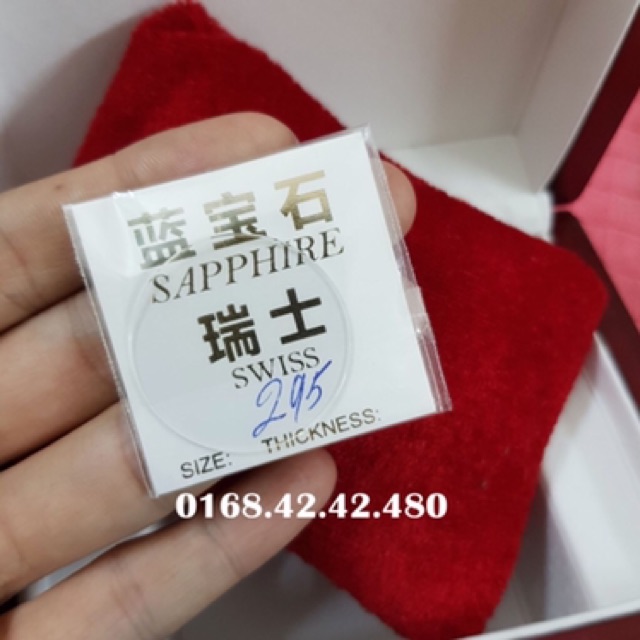 蓝宝石
SAPPHIRE
瑞士
SWISS
295
SIZE: THICKNESS:
0168.42.42.480